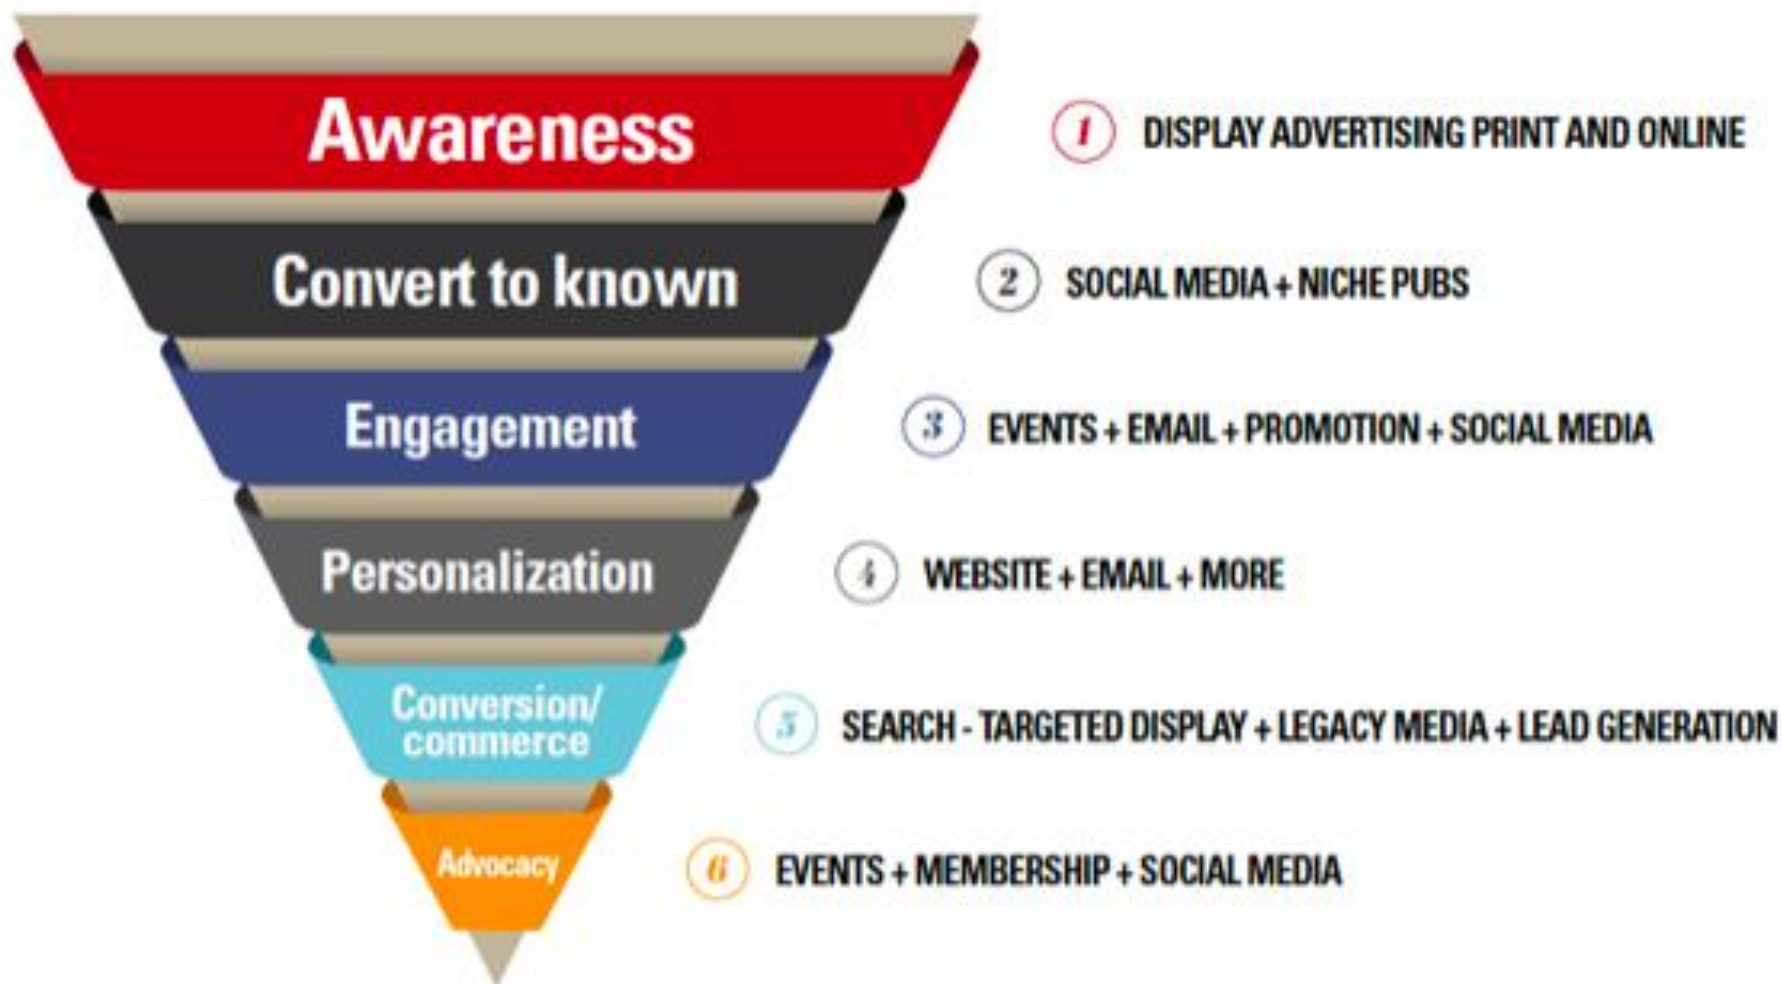 Awareness
1 DISPLAY ADVERTISING PRINT AND ONLINE
Convert to known
2 SOCIAL MEDIA + NICHE PUBS
Engagement
3 EVENTS + EMAIL + PROMOTION + SOCIAL MEDIA
Personalization
4 WEBSITE + EMAIL + MORE
Conversion/
commerce
5 SEARCH - TARGETED DISPLAY + LEGACY MEDIA + LEAD GENERATION
Advocacy
6 EVENTS + MEMBERSHIP + SOCIAL MEDIA